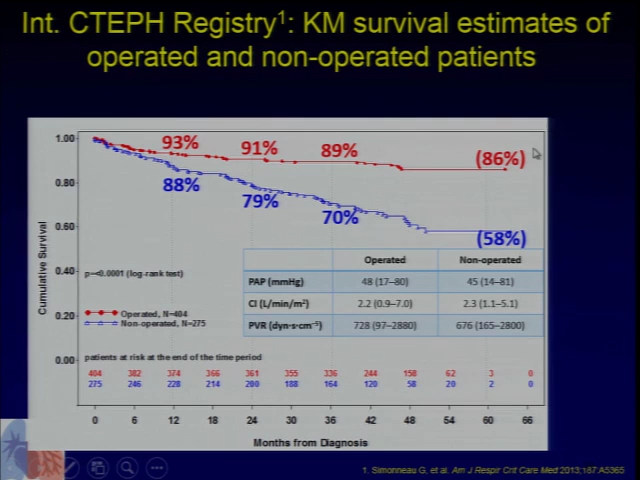 Int. CTEPH Registry¹: KM survival estimates of
operated and non-operated patients
1.00
0.80
0.60
0.40
0.20
0.00
Cumulative Survival
93%
91%
89%
(86%)
88%
79%
70%
(58%)
p=<0.0001 (log-rank test)
Operated, N=404
Non-operated, N=275
Operated Non-operated
PAP (mmHg) 48 (17–80) 45 (14–81)
CI (L/min/m²) 2.2 (0.9–7.0) 2.3 (1.1–5.1)
PVR (dyn·s·cm⁻⁵) 728 (97–2880) 676 (165–2800)
patients at risk at the end of the time period
404 382 374 366 361 355 336 244 158 62 3 0
275 246 228 214 200 188 164 120 58 20 2 0
0 6 12 18 24 30 36 42 48 54 60 66
Months from Diagnosis
1. Simonneau G, et al. Am J Respir Crit Care Med 2013;187:A5365